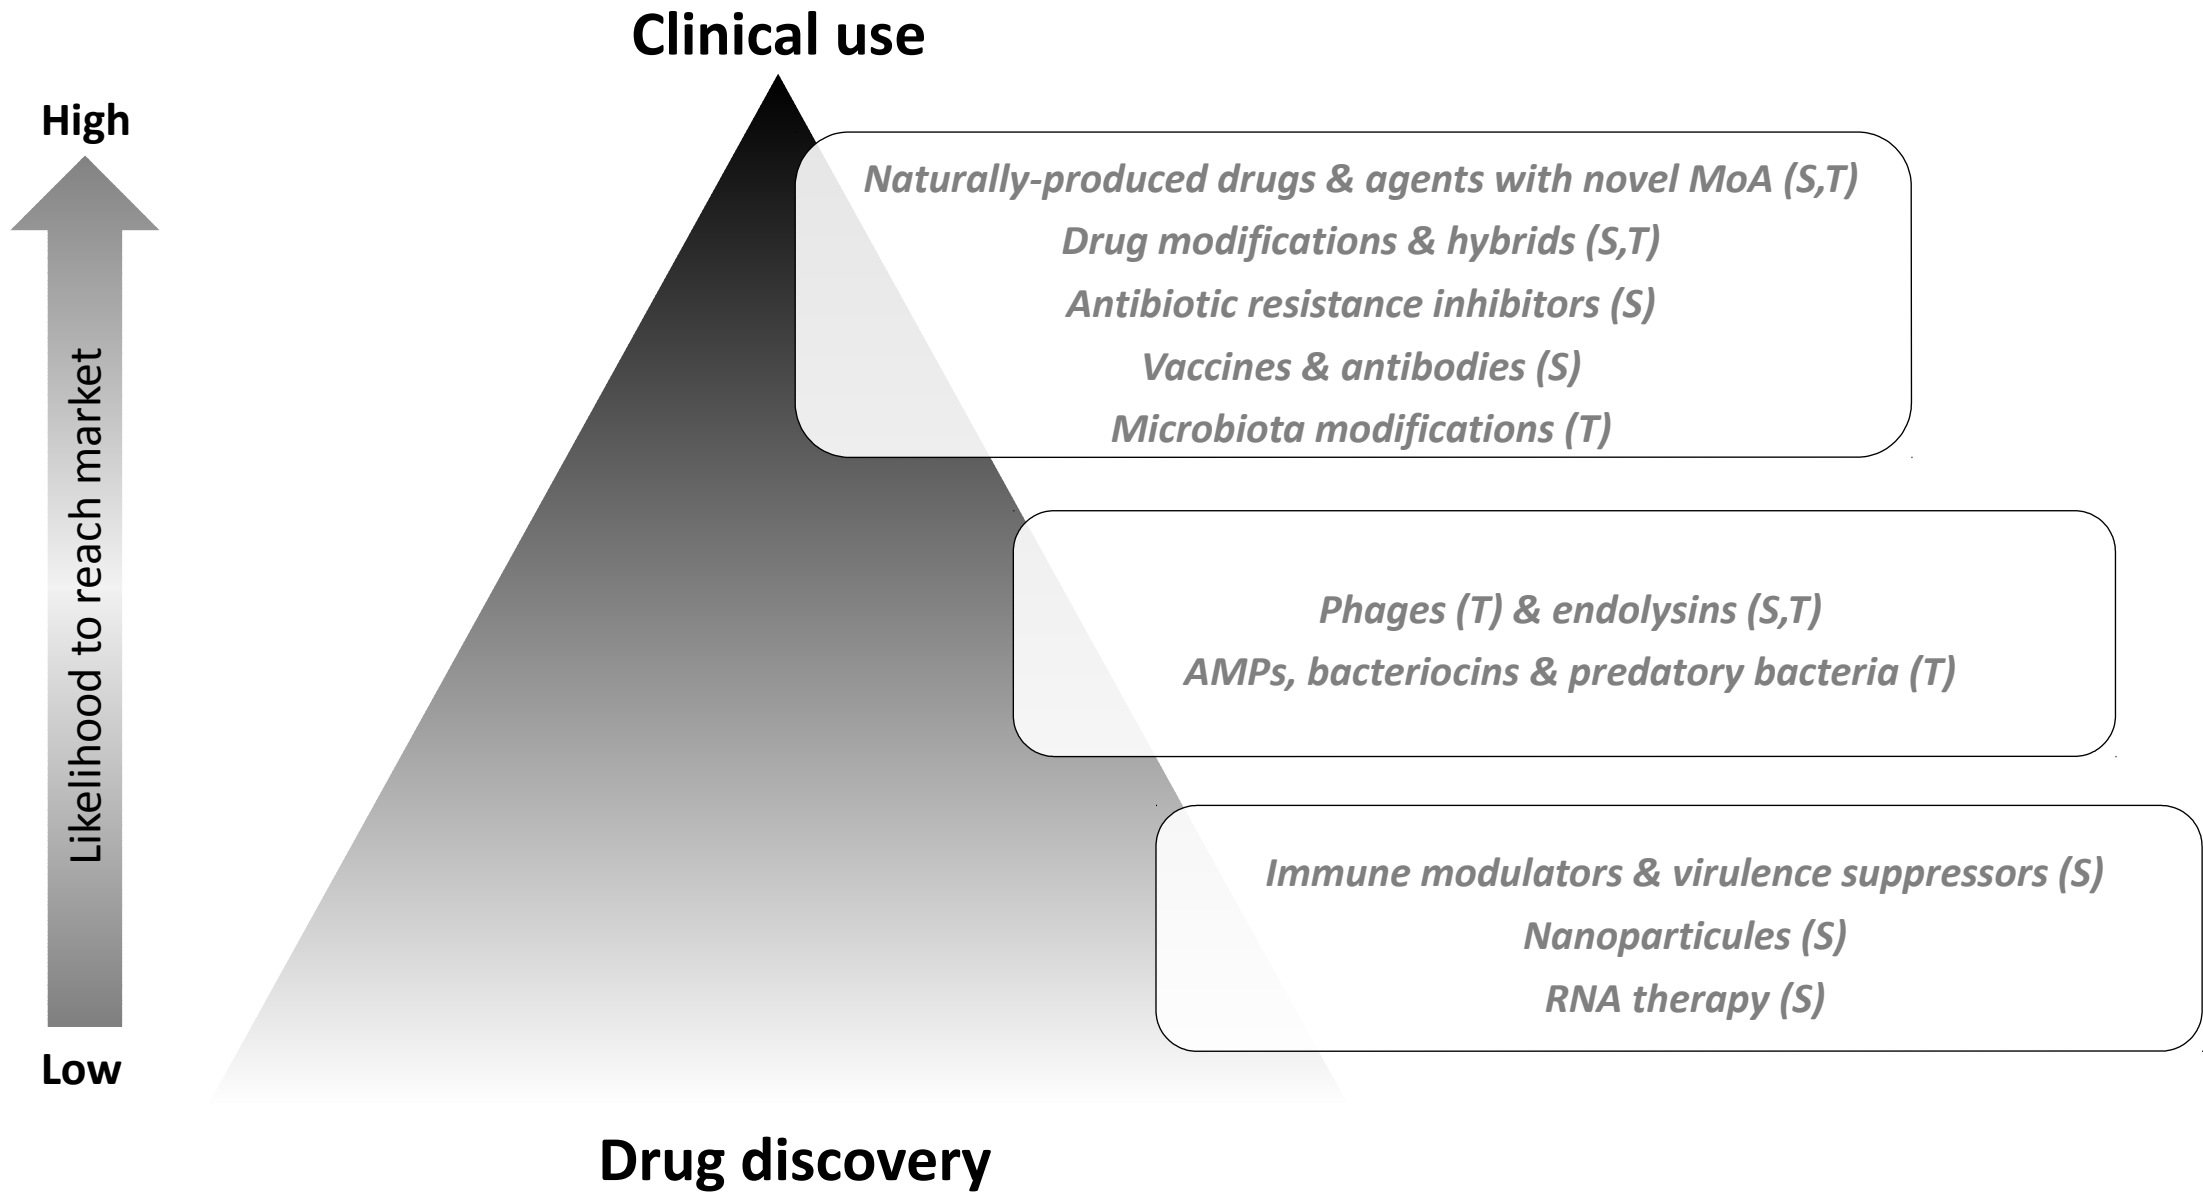 Clinical use
High
Naturally-produced drugs & agents with novel MoA (S,T)
Drug modifications & hybrids (S,T)
Antibiotic resistance inhibitors (S)
Vaccines & antibodies (S)
Microbiota modifications (T)
Likelihood to reach market
Phages (T) & endolysins (S,T)
AMPs, bacteriocins & predatory bacteria (T)
Immune modulators & virulence suppressors (S)
Nanoparticules (S)
RNA therapy (S)
Low
Drug discovery